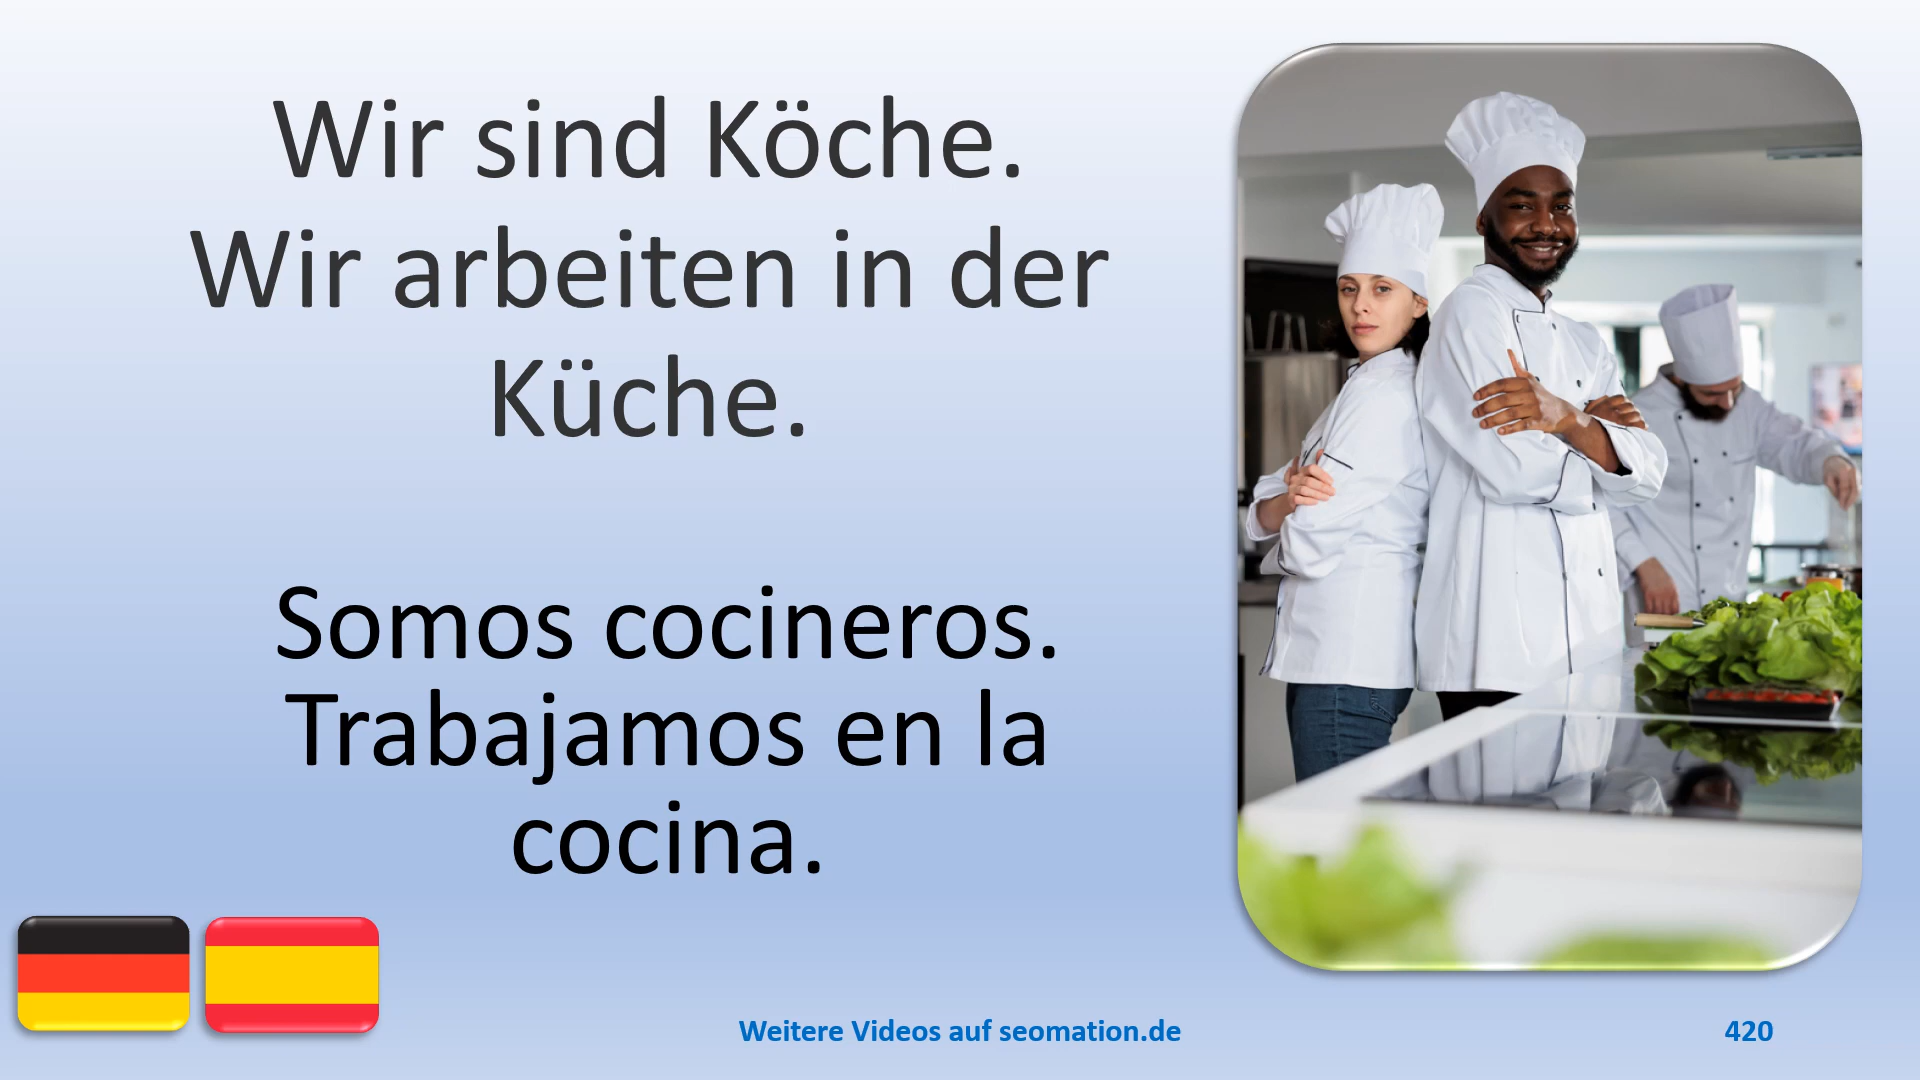 Wir sind Köche.
Wir arbeiten in der
Küche.
Somos cocineros.
Trabajamos en la
cocina.
Weitere Videos auf seomation.de
420